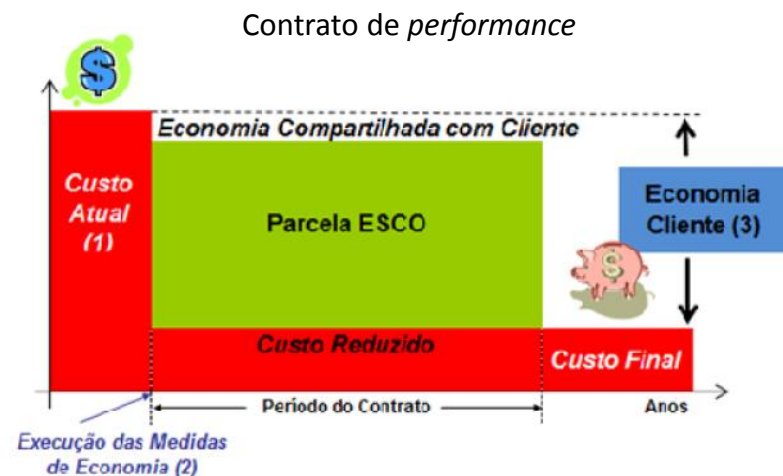 Contrato de performance
$
Economia Compartilhada com Cliente
Custo
Atual
(1)
Parcela ESCO
Economia
Cliente (3)
$
Custo Reduzido
Custo Final
Período do Contrato
Anos
Execução das Medidas
de Economia (2)